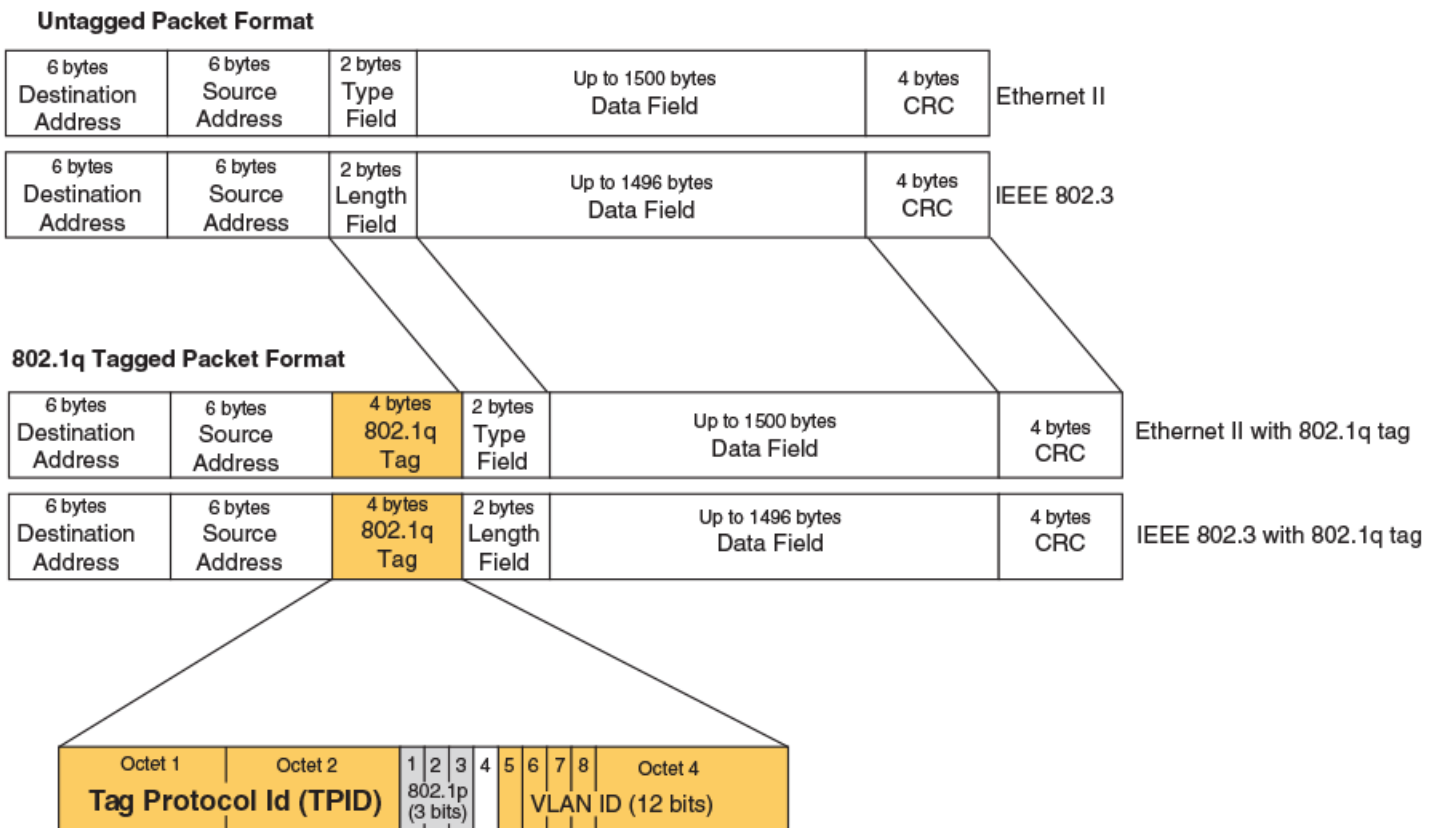 Untagged Packet Format
6 bytes
Destination
Address
6 bytes
Source
Address
2 bytes
Type
Field
Up to 1500 bytes
Data Field
4 bytes
CRC
Ethernet II
6 bytes
Destination
Address
6 bytes
Source
Address
2 bytes
Length
Field
Up to 1496 bytes
Data Field
4 bytes
CRC
IEEE 802.3
802.1q Tagged Packet Format
6 bytes
Destination
Address
6 bytes
Source
Address
4 bytes
802.1q
Tag
2 bytes
Type
Field
Up to 1500 bytes
Data Field
4 bytes
CRC
Ethernet II with 802.1q tag
6 bytes
Destination
Address
6 bytes
Source
Address
4 bytes
802.1q
Tag
2 bytes
Length
Field
Up to 1496 bytes
Data Field
4 bytes
CRC
IEEE 802.3 with 802.1q tag
Octet 1
Octet 2
1 2 3 4 5 6 7 8
Octet 4
Tag Protocol Id (TPID)
802.1p
(3 bits)
VLAN ID (12 bits)